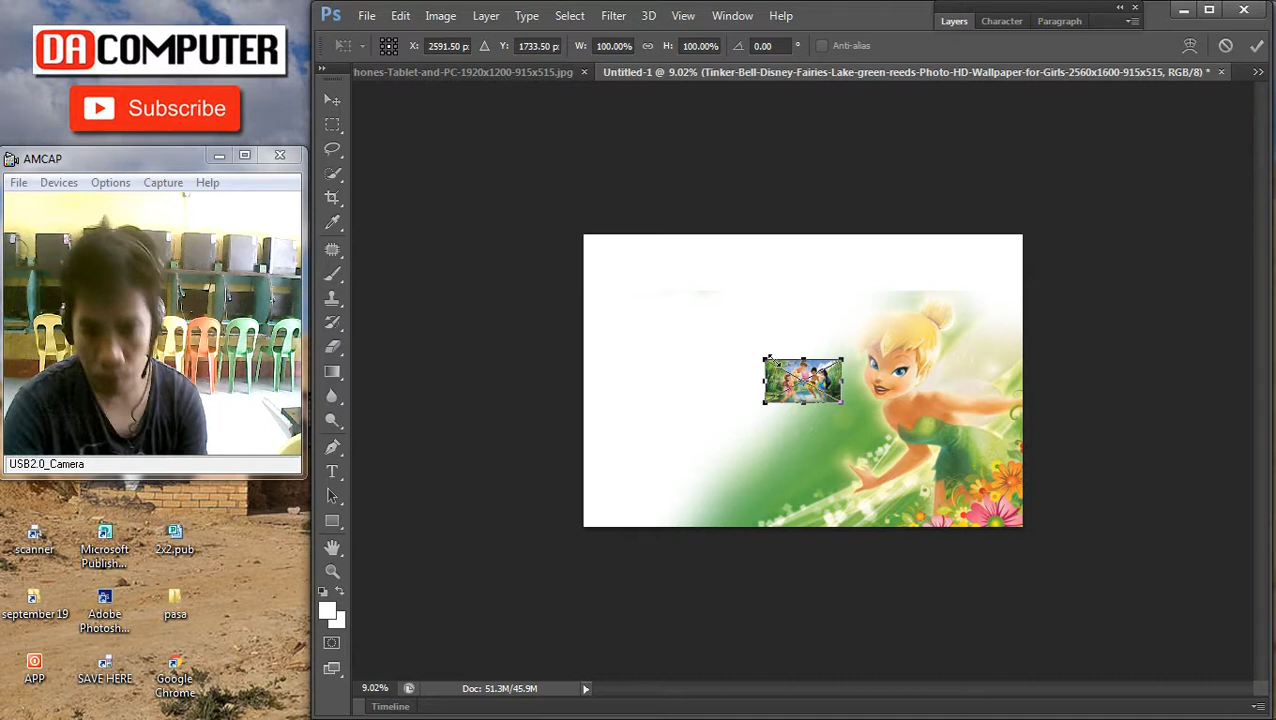 DA COMPUTER
Subscribe
AMCAP
File Devices Options Capture Help
USB2.0_Camera
scanner
Microsoft Publish...
2x2.pub
september19
Adobe Photosh...
pasa
APP
SAVE HERE
Google Chrome
Ps File Edit Image Layer Type Select Filter 3D View Window Help
Layers Character Paragraph
X: 2591.50 p: Y: 1733.50 p: W: 100.00% H: 100.00% 0.00 ° Anti-alias
hones-Tablet-and-PC-1920x1200-915x515.jpg × Untitled-1 @ 9.02% (Tinker-Bell-Disney-Fairies-Lake-green-reeds-Photo-HD-Wallpaper-for-Girls-2560x1600-915x515, RGB/8) * ×
9.02% Doc: 51.3M/45.9M
Timeline